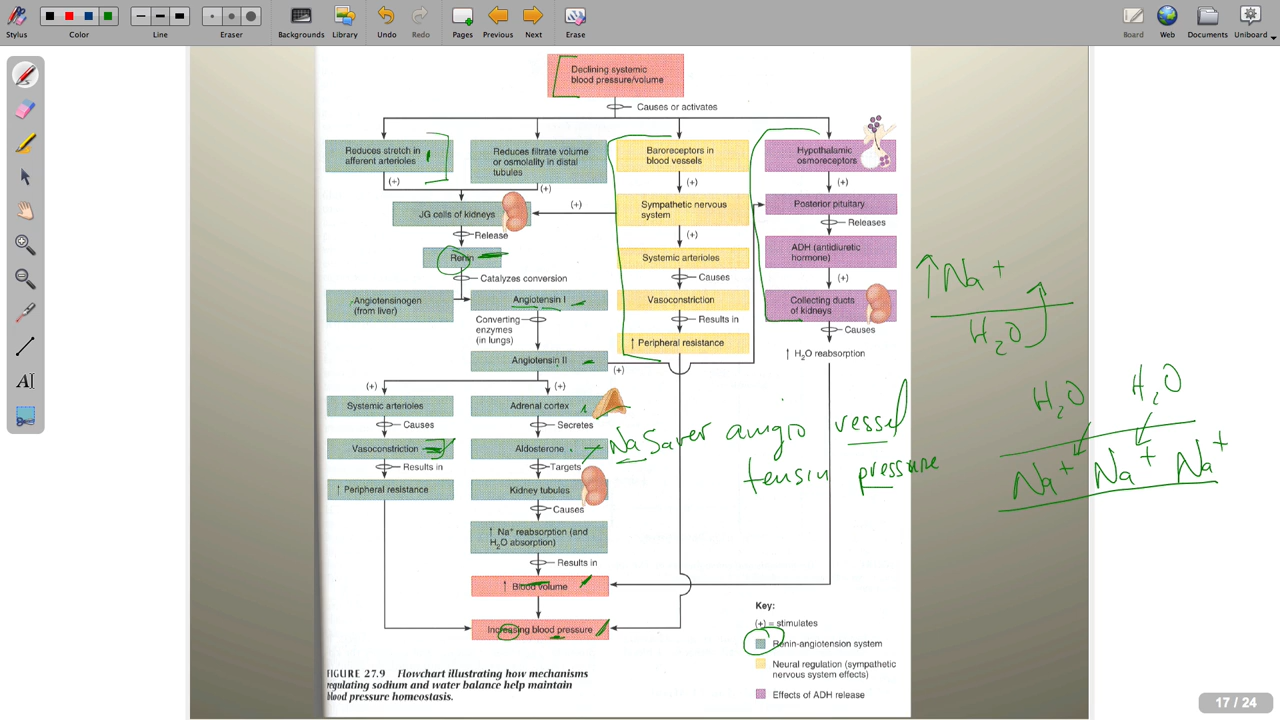 Stylus
Color
Line
Eraser
Backgrounds
Library
Undo
Redo
Pages
Previous
Next
Erase
Board
Web
Documents
Uniboard
Declining systemic
blood pressure/volume
Causes or activates
Reduces stretch in
afferent arterioles
Reduces filtrate volume
or osmolality in distal
tubules
Baroreceptors in
blood vessels
Hypothalamic
osmoreceptors
(+)
(+)
(+)
(+)
JG cells of kidneys
(+)
Sympathetic nervous
system
Posterior pituitary
Release
(+)
Releases
Renin
Systemic arterioles
ADH (antidiuretic
hormone)
Catalyzes conversion
Causes
(+)
Angiotensinogen
(from liver)
Angiotensin I
Vasoconstriction
Collecting ducts
of kidneys
Converting
enzymes
(in lungs)
Results in
Causes
↑ Peripheral resistance
↑ H₂O reabsorption
Angiotensin II
(+)
(+)
(+)
Systemic arterioles
Adrenal cortex
Causes
Secretes
Vasoconstriction
Aldosterone
Results in
Targets
↑ Peripheral resistance
Kidney tubules
Causes
↑ Na⁺ reabsorption (and
H₂O absorption)
Results in
↑ Blood volume
Increasing blood pressure
Na Saver angio vessel
tensin pressure
↑Na⁺
H₂O
H₂O H₂O
Na⁺ Na⁺ Na⁺
Key:
(+) = stimulates
Renin-angiotension system
Neural regulation (sympathetic
nervous system effects)
Effects of ADH release
FIGURE 27.9 Flowchart illustrating how mechanisms
regulating sodium and water balance help maintain
blood pressure homeostasis.
17 / 24